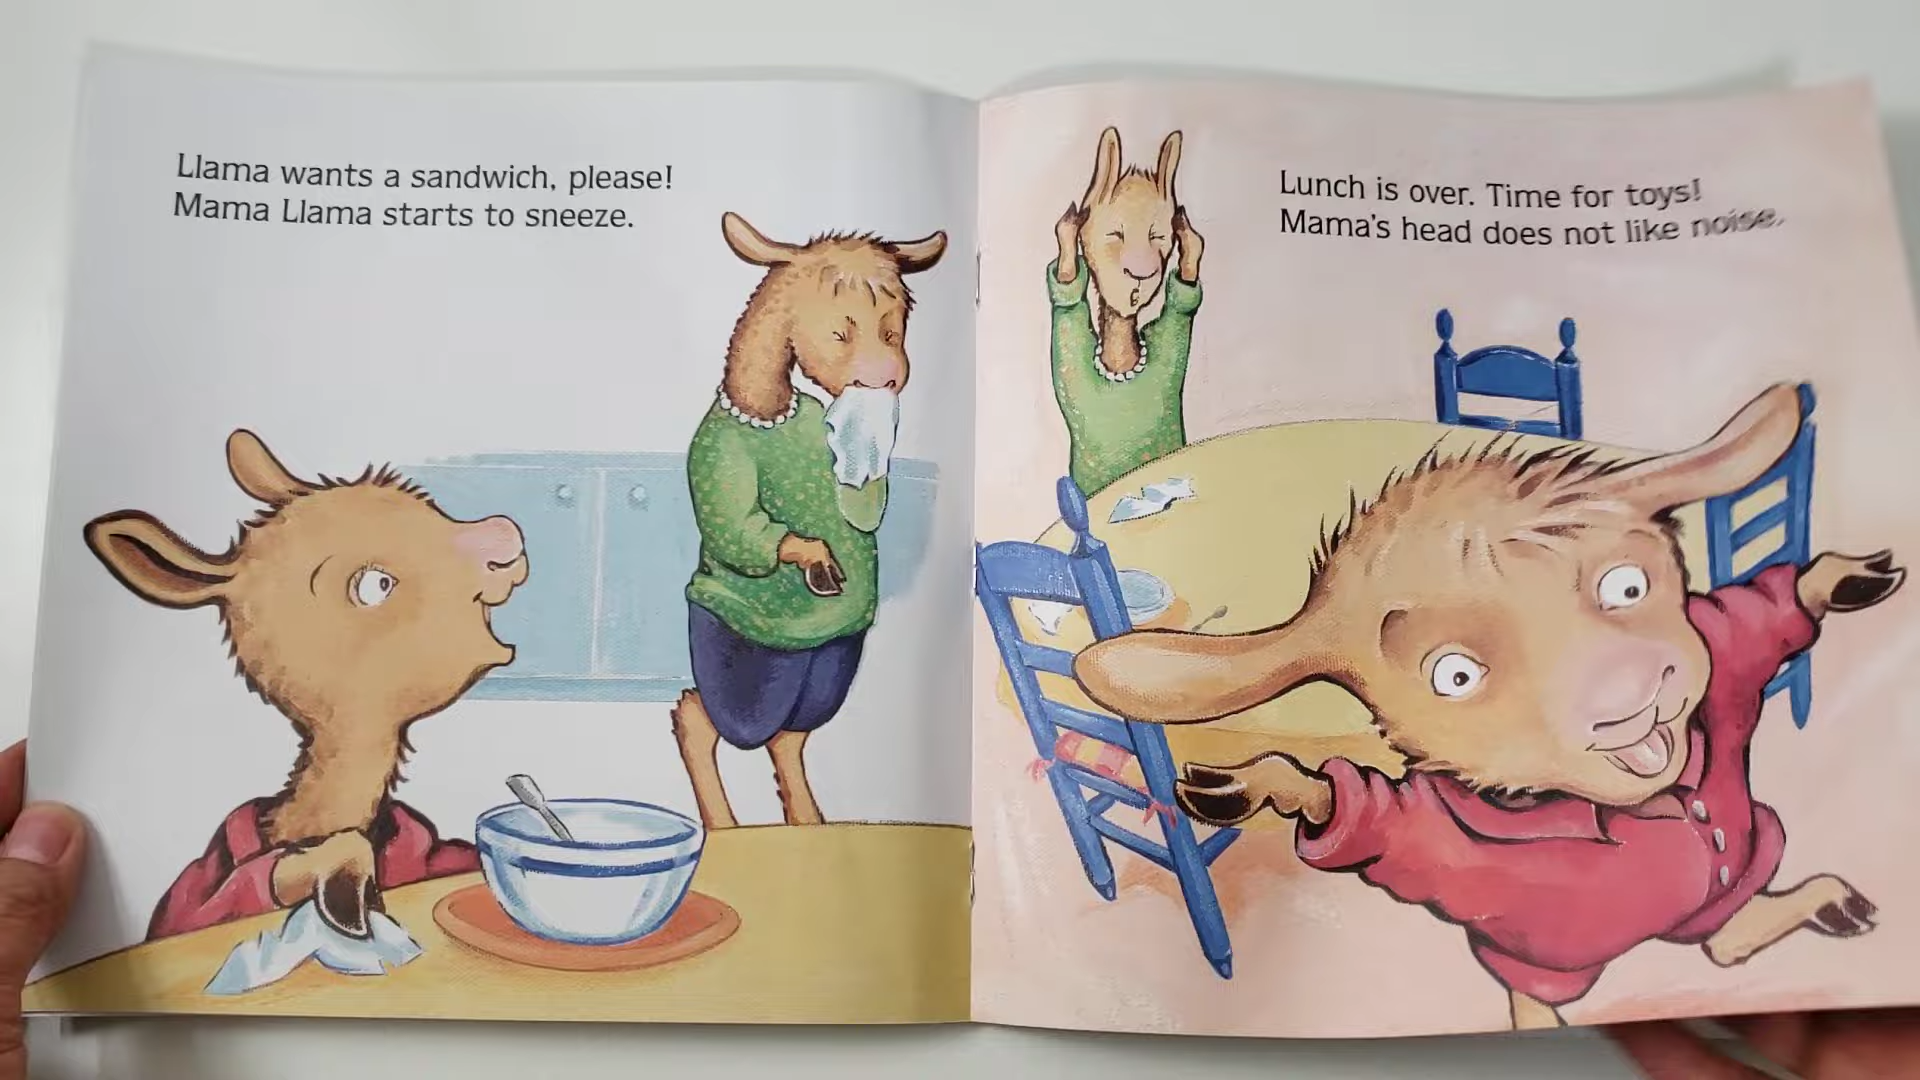 Llama wants a sandwich, please!
Mama Llama starts to sneeze.
Lunch is over. Time for toys!
Mama's head does not like noise.